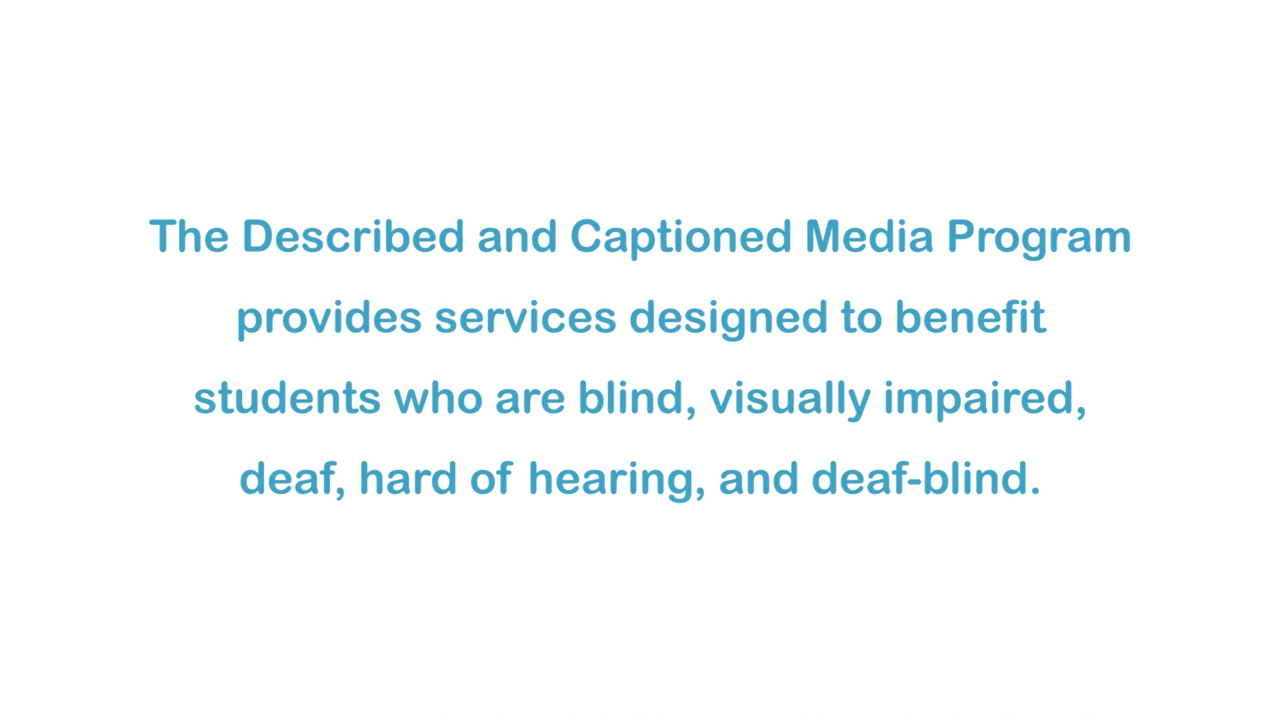 The Described and Captioned Media Program
provides services designed to benefit
students who are blind, visually impaired,
deaf, hard of hearing, and deaf-blind.